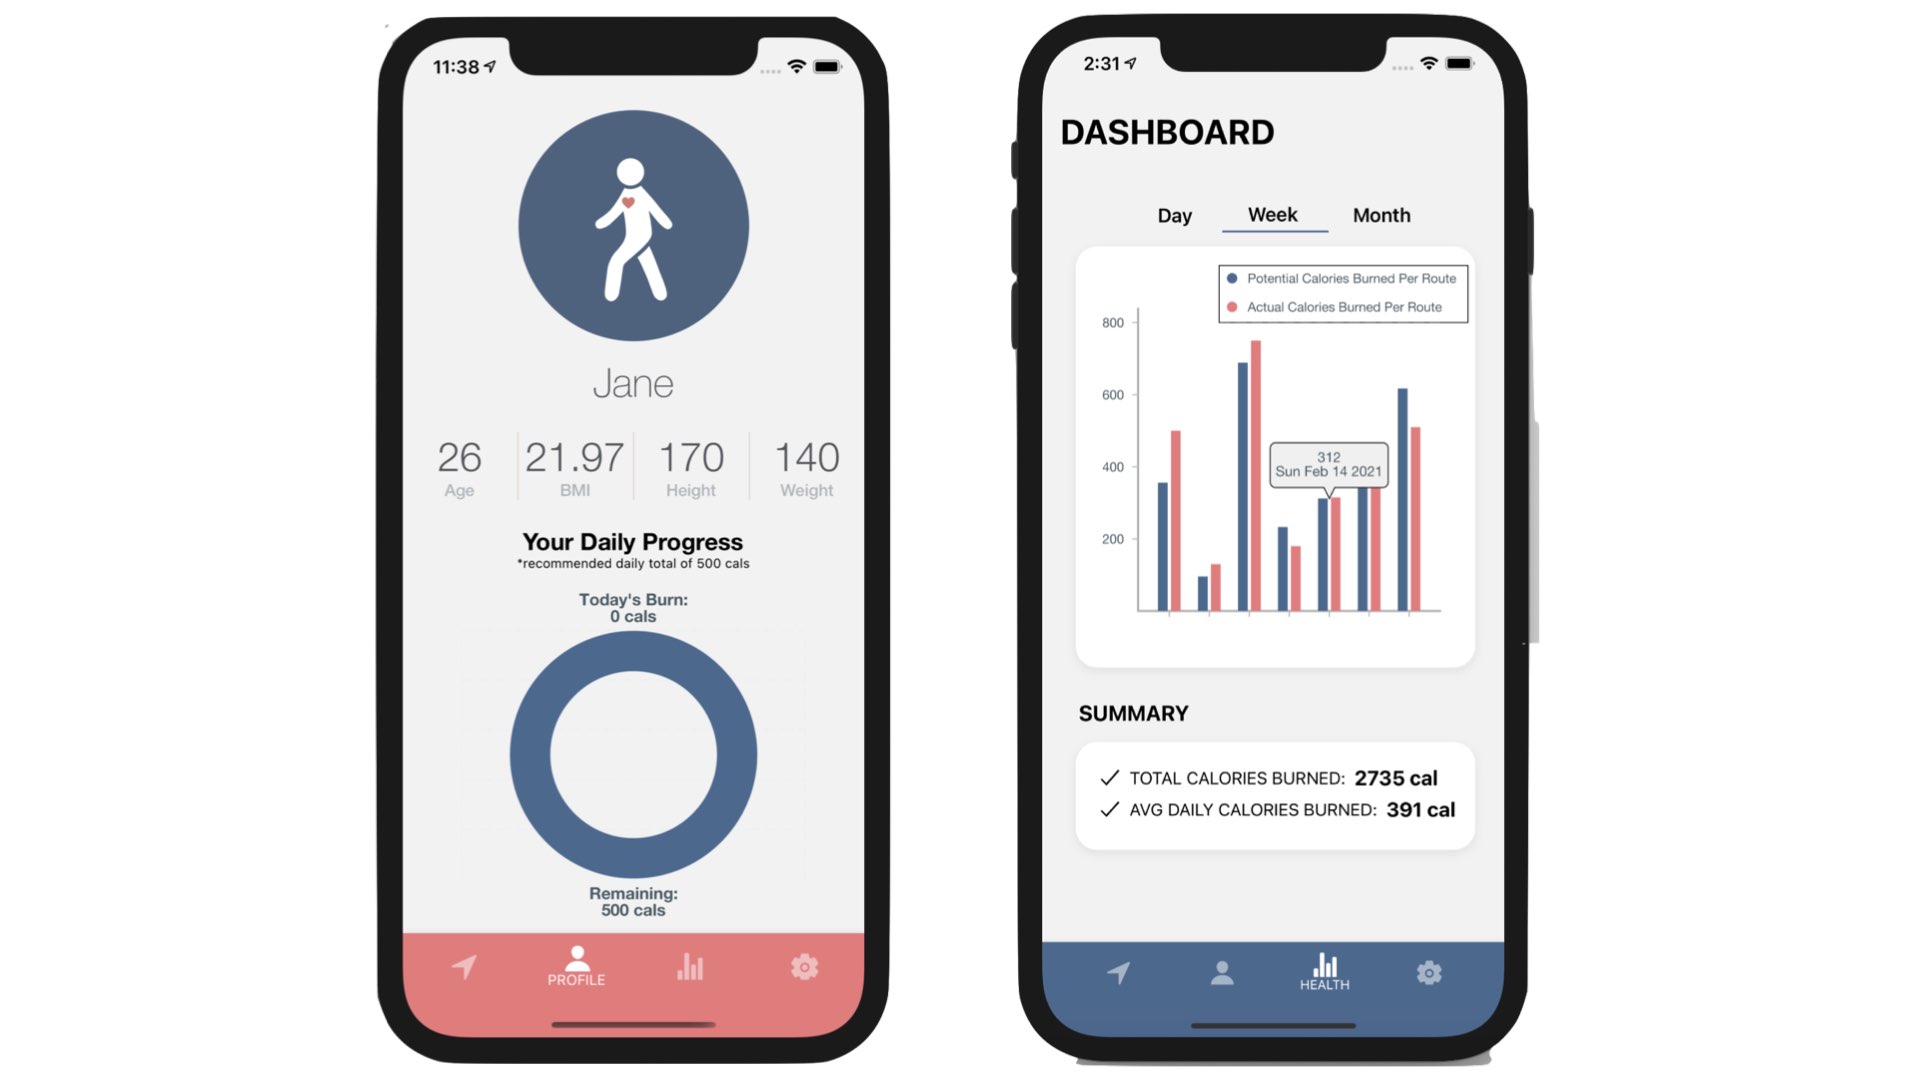 11:38
Jane
26 21.97 170 140
Age BMI Height Weight
Your Daily Progress
*recommended daily total of 500 cals
Today's Burn:
0 cals
Remaining:
500 cals
PROFILE
2:31
DASHBOARD
Day Week Month
Potential Calories Burned Per Route
Actual Calories Burned Per Route
800
600
400
200
312
Sun Feb 14 2021
SUMMARY
TOTAL CALORIES BURNED: 2735 cal
AVG DAILY CALORIES BURNED: 391 cal
HEALTH